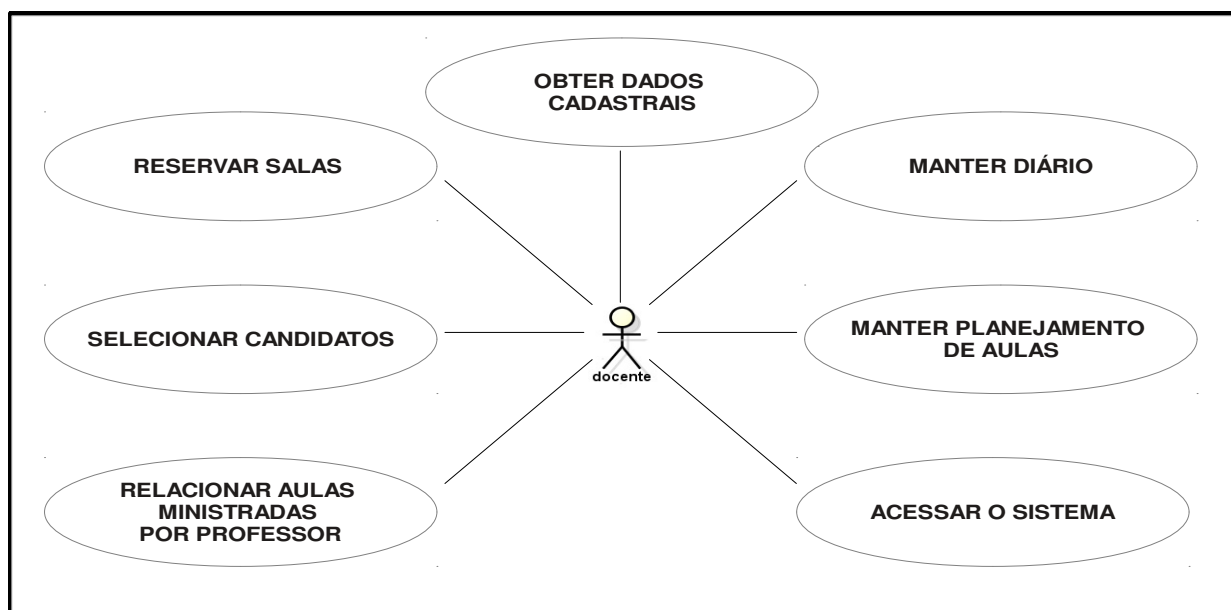 OBTER DADOS
CADASTRAIS
RESERVAR SALAS
MANTER DIÁRIO
SELECIONAR CANDIDATOS
MANTER PLANEJAMENTO
DE AULAS
docente
RELACIONAR AULAS
MINISTRADAS
POR PROFESSOR
ACESSAR O SISTEMA